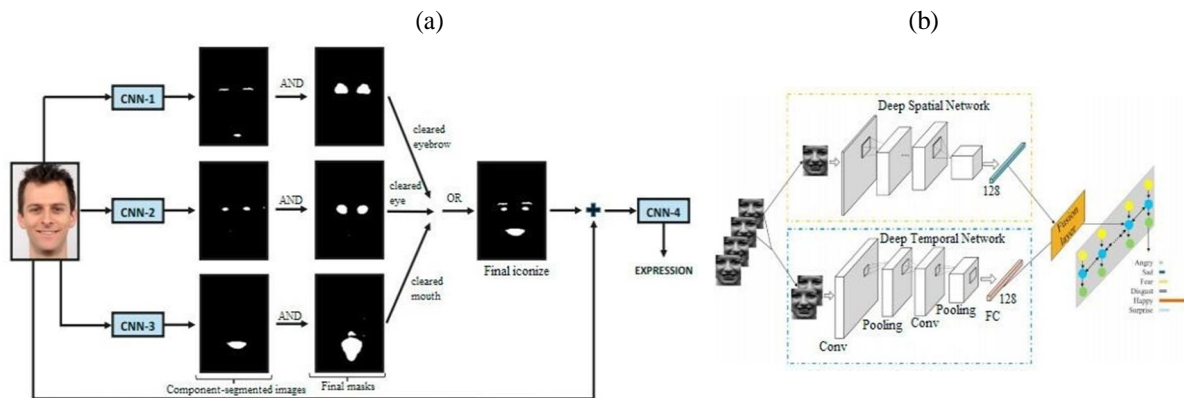 (a)
CNN-1
CNN-2
CNN-3
AND
AND
AND
cleared
eyebrow
cleared
eye
cleared
mouth
OR
Component-segmented images
Final masks
Final iconize
CNN-4
EXPRESSION
(b)
Deep Spatial Network
128
Deep Temporal Network
Conv
Pooling
Conv
Pooling
FC
128
Fusion
layer
Angry
Sad
Fear
Disgust
Happy
Surprise